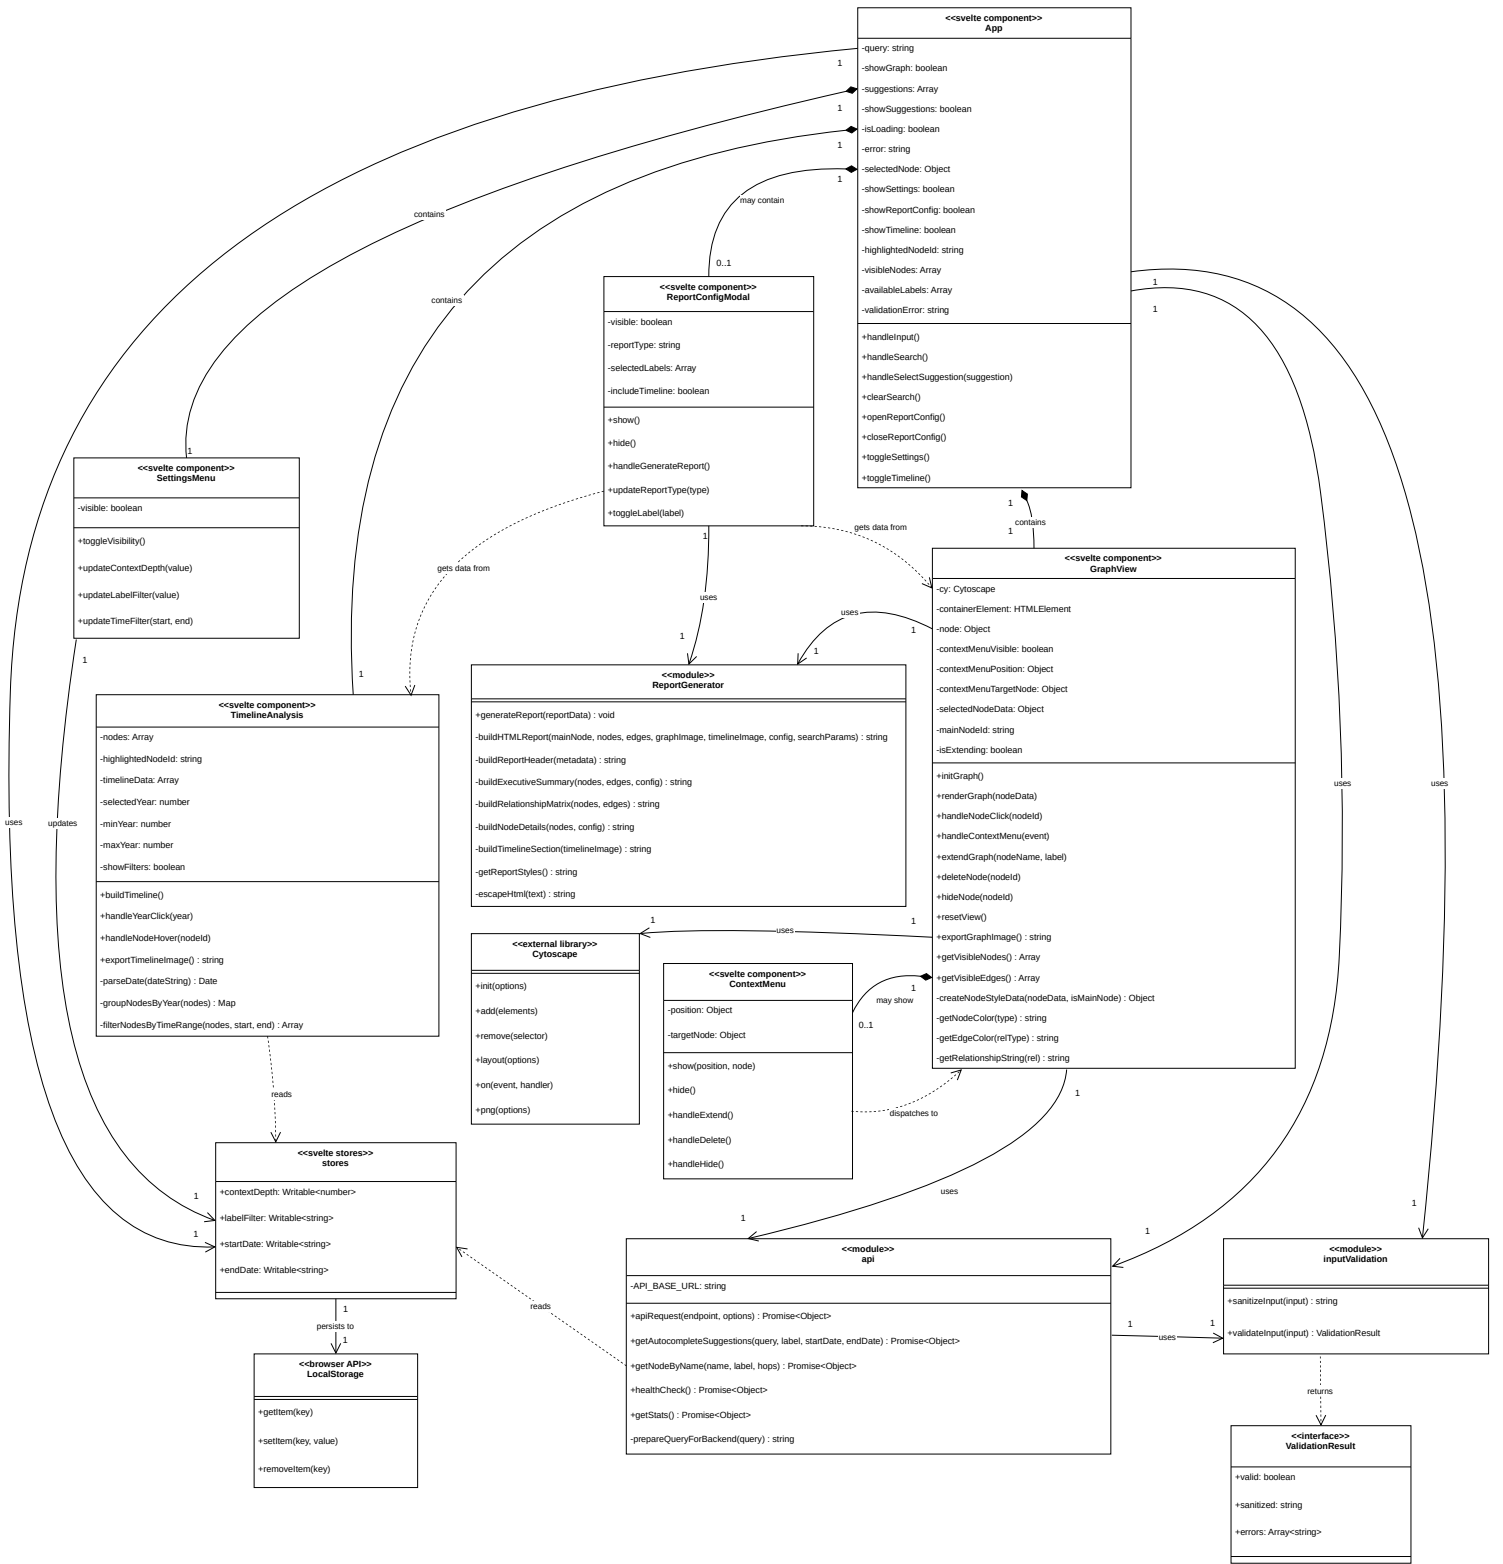 <<svelte component>>
App
-query: string
-showGraph: boolean
-suggestions: Array
-showSuggestions: boolean
-isLoading: boolean
-error: string
-selectedNode: Object
-showSettings: boolean
-showReportConfig: boolean
-showTimeline: boolean
-highlightedNodeId: string
-visibleNodes: Array
-availableLabels: Array
-validationError: string
+handleInput()
+handleSearch()
+handleSelectSuggestion(suggestion)
+clearSearch()
+openReportConfig()
+closeReportConfig()
+toggleSettings()
+toggleTimeline()
1
1
1
1
1
1
may contain
0..1
contains
contains
<<svelte component>>
ReportConfigModal
-visible: boolean
-reportType: string
-selectedLabels: Array
-includeTimeline: boolean
+show()
+hide()
+handleGenerateReport()
+updateReportType(type)
+toggleLabel(label)
1
<<svelte component>>
SettingsMenu
-visible: boolean
+toggleVisibility()
+updateContextDepth(value)
+updateLabelFilter(value)
+updateTimeFilter(start, end)
1
1
contains
1
gets data from
gets data from
1
uses
1
uses
1
1
<<svelte component>>
GraphView
-cy: Cytoscape
-containerElement: HTMLElement
-node: Object
-contextMenuVisible: boolean
-contextMenuPosition: Object
-contextMenuTargetNode: Object
-selectedNodeData: Object
-mainNodeId: string
-isExtending: boolean
+initGraph()
+renderGraph(nodeData)
+handleNodeClick(nodeId)
+handleContextMenu(event)
+extendGraph(nodeName, label)
+deleteNode(nodeId)
+hideNode(nodeId)
+resetView()
+exportGraphImage() : string
+getVisibleNodes() : Array
+getVisibleEdges() : Array
-createNodeStyleData(nodeData, isMainNode) : Object
-getNodeColor(type) : string
-getEdgeColor(relType) : string
-getRelationshipString(rel) : string
<<module>>
ReportGenerator
+generateReport(reportData) : void
-buildHTMLReport(mainNode, nodes, edges, graphImage, timelineImage, config, searchParams) : string
-buildReportHeader(metadata) : string
-buildExecutiveSummary(nodes, edges, config) : string
-buildRelationshipMatrix(nodes, edges) : string
-buildNodeDetails(nodes, config) : string
-buildTimelineSection(timelineImage) : string
-getReportStyles() : string
-escapeHtml(text) : string
1
1
<<svelte component>>
TimelineAnalysis
-nodes: Array
-highlightedNodeId: string
-timelineData: Array
-selectedYear: number
-minYear: number
-maxYear: number
-showFilters: boolean
+buildTimeline()
+handleYearClick(year)
+handleNodeHover(nodeId)
+exportTimelineImage() : string
-parseDate(dateString) : Date
-groupNodesByYear(nodes) : Map
-filterNodesByTimeRange(nodes, start, end) : Array
uses
updates
uses
uses
1
1
uses
<<external library>>
Cytoscape
+init(options)
+add(elements)
+remove(selector)
+layout(options)
+on(event, handler)
+png(options)
<<svelte component>>
ContextMenu
-position: Object
-targetNode: Object
+show(position, node)
+hide()
+handleExtend()
+handleDelete()
+handleHide()
1
may show
0..1
dispatches to
1
reads
uses
<<svelte stores>>
stores
+contextDepth: Writable<number>
+labelFilter: Writable<string>
+startDate: Writable<string>
+endDate: Writable<string>
1
1
1
1
1
1
persists to
1
reads
<<browser API>>
LocalStorage
+getItem(key)
+setItem(key, value)
+removeItem(key)
<<module>>
api
-API_BASE_URL: string
+apiRequest(endpoint, options) : Promise<Object>
+getAutocompleteSuggestions(query, label, startDate, endDate) : Promise<Object>
+getNodeByName(name, label, hops) : Promise<Object>
+healthCheck() : Promise<Object>
+getStats() : Promise<Object>
-prepareQueryForBackend(query) : string
1
uses
1
<<module>>
inputValidation
+sanitizeInput(input) : string
+validateInput(input) : ValidationResult
returns
<<interface>>
ValidationResult
+valid: boolean
+sanitized: string
+errors: Array<string>